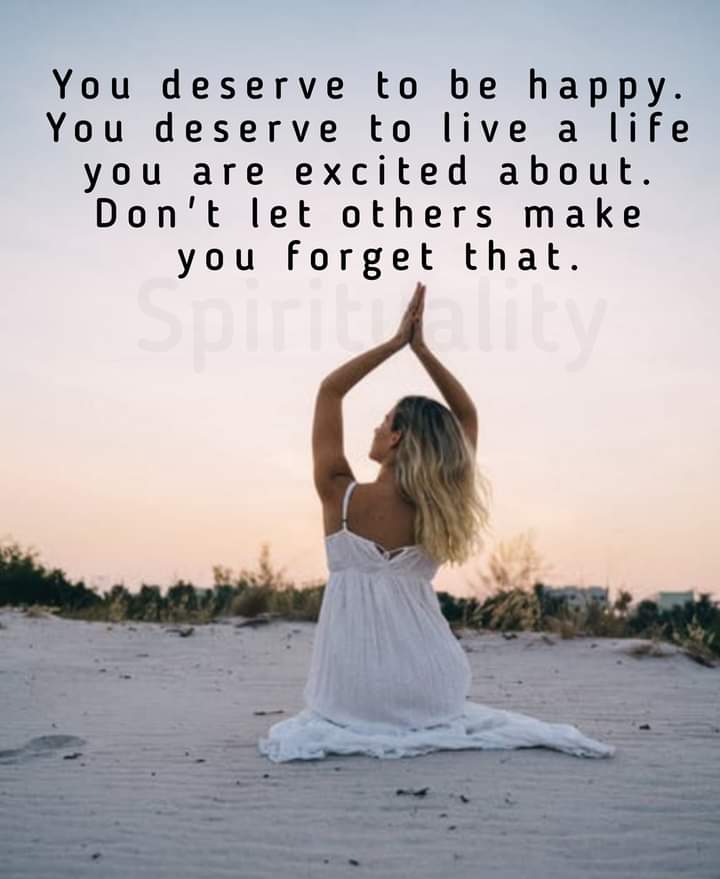 You deserve to be happy.
You deserve to live a life
you are excited about.
Don't let others make
you forget that.
Spirituality